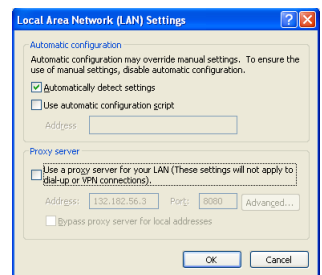 Local Area Network (LAN) Settings
Automatic configuration
Automatic configuration may override manual settings. To ensure the
use of manual settings, disable automatic configuration.
Automatically detect settings
Use automatic configuration script
Address
Proxy server
Use a proxy server for your LAN (These settings will not apply to
dial-up or VPN connections).
Address: 132.182.56.3 Port: 8080 Advanced...
Bypass proxy server for local addresses
OK Cancel